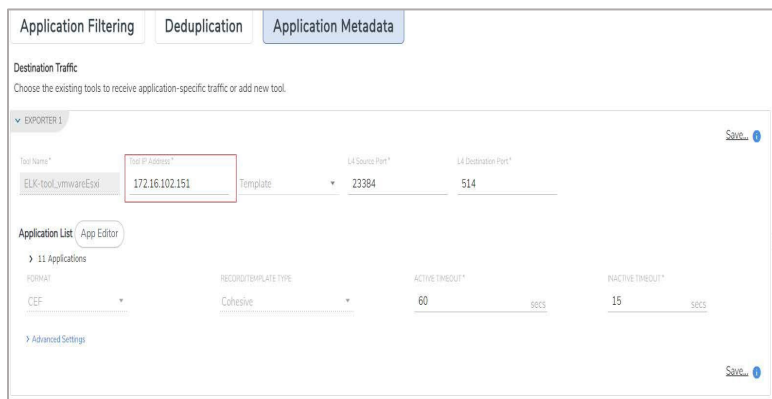 Application Filtering Deduplication Application Metadata
Destination Traffic
Choose the existing tools to receive application-specific traffic or add new tool.
EXPORTER 1
Save...
Tool Name* Tool IP Address* L4 Source Port* L4 Destination Port*
ELK-tool_vmwareEsxi 172.16.102.151 Template 23384 514
Application List App Editor
11 Applications
FORMAT RECORD/TEMPLATE TYPE ACTIVE TIMEOUT* INACTIVE TIMEOUT*
CEF Cohesive 60 secs 15 secs
Advanced Settings
Save...